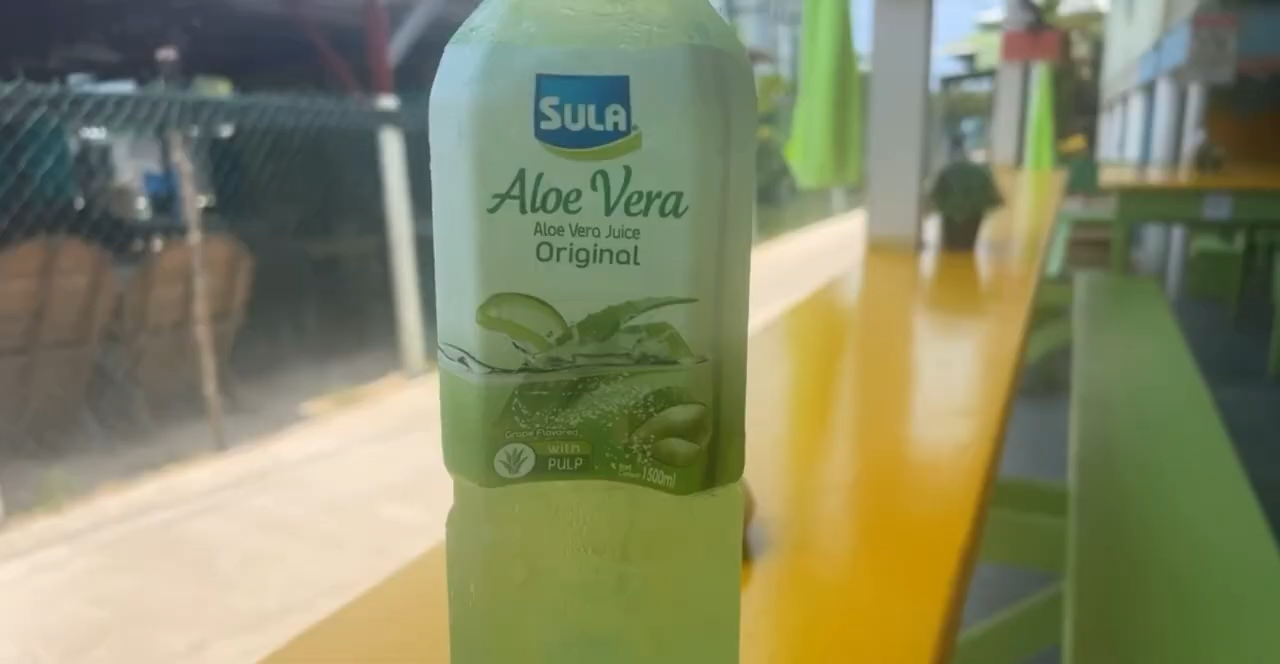 SULA
Aloe Vera
Aloe Vera Juice
Original
Grape Flavored
with
PULP
1500ml